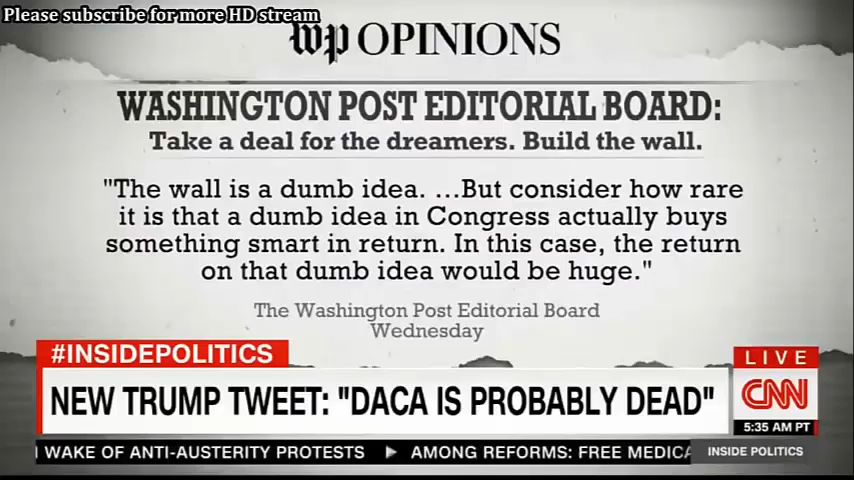 Please subscribe for more HD stream
wp OPINIONS
WASHINGTON POST EDITORIAL BOARD:
Take a deal for the dreamers. Build the wall.
"The wall is a dumb idea. ...But consider how rare
it is that a dumb idea in Congress actually buys
something smart in return. In this case, the return
on that dumb idea would be huge."
The Washington Post Editorial Board
Wednesday
#INSIDEPOLITICS
NEW TRUMP TWEET: "DACA IS PROBABLY DEAD"
LIVE
CNN
5:35 AM PT
WAKE OF ANTI-AUSTERITY PROTESTS ▶ AMONG REFORMS: FREE MEDICA
INSIDE POLITICS